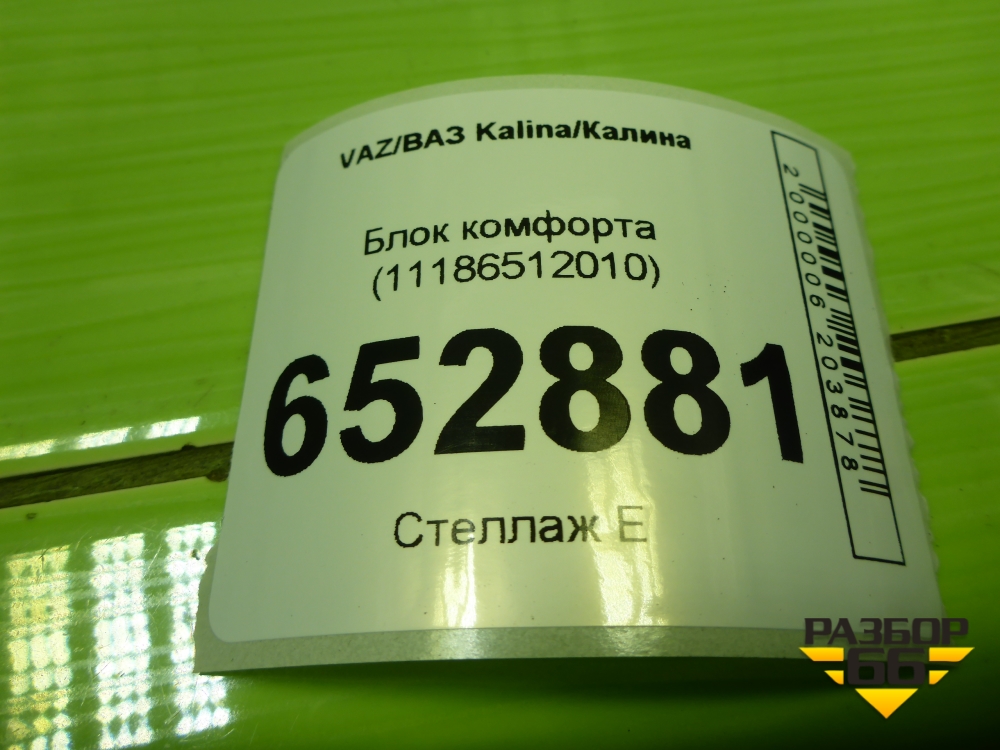 VAZ/ВАЗ Kalina/Калина
Блок комфорта
(11186512010)
652881
Стеллаж Е
2000006203878
РАЗБОР
66